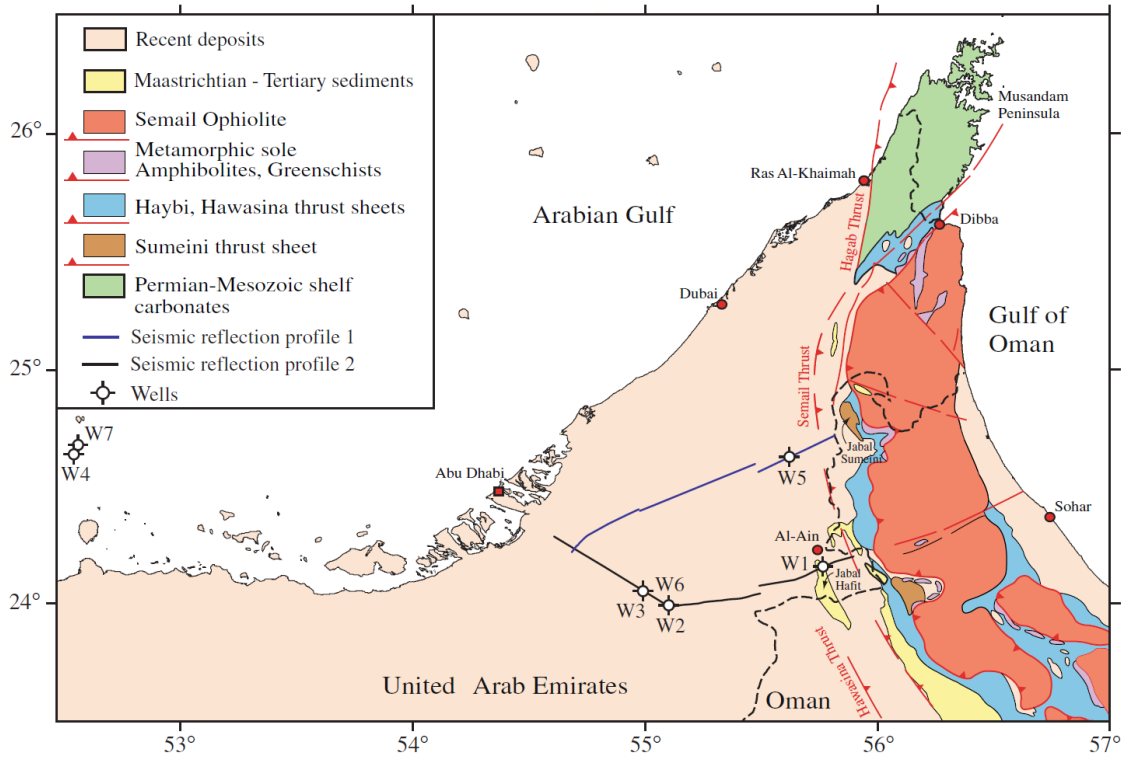 Recent deposits
Maastrichtian - Tertiary sediments
Semail Ophiolite
Metamorphic sole
Amphibolites, Greenschists
Haybi, Hawasina thrust sheets
Sumeini thrust sheet
Permian-Mesozoic shelf
carbonates
Seismic reflection profile 1
Seismic reflection profile 2
Wells
26°
25°
24°
53°
54°
55°
56°
57°
Musandam
Peninsula
Ras Al-Khaimah
Arabian Gulf
Hagab Thrust
Dibba
Dubai
Gulf of
Oman
Semail Thrust
W7
W4
Jabal
Sumeini
W5
Abu Dhabi
Sohar
Al-Ain
W1
Jabal
Hafit
W6
W3
W2
Hawasina Thrust
United Arab Emirates
Oman